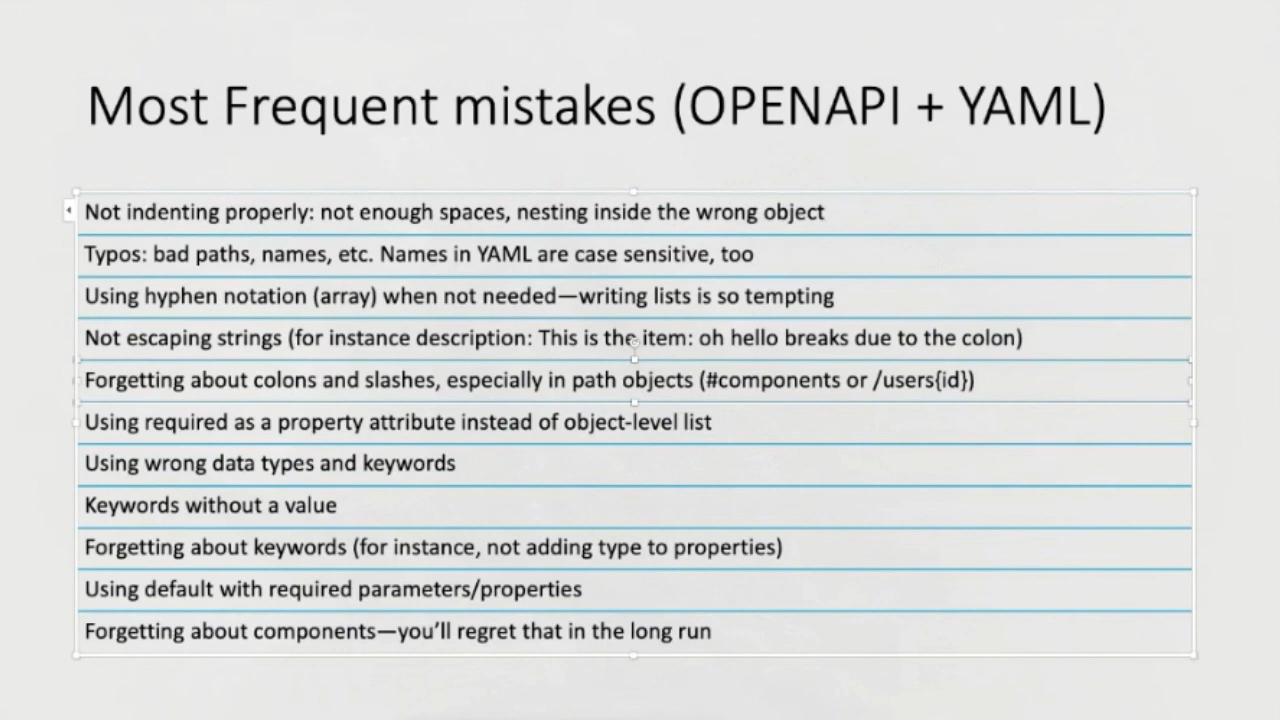 Most Frequent mistakes (OPENAPI + YAML)
Not indenting properly: not enough spaces, nesting inside the wrong object
Typos: bad paths, names, etc. Names in YAML are case sensitive, too
Using hyphen notation (array) when not needed—writing lists is so tempting
Not escaping strings (for instance description: This is the item: oh hello breaks due to the colon)
Forgetting about colons and slashes, especially in path objects (#components or /users{id})
Using required as a property attribute instead of object-level list
Using wrong data types and keywords
Keywords without a value
Forgetting about keywords (for instance, not adding type to properties)
Using default with required parameters/properties
Forgetting about components—you’ll regret that in the long run